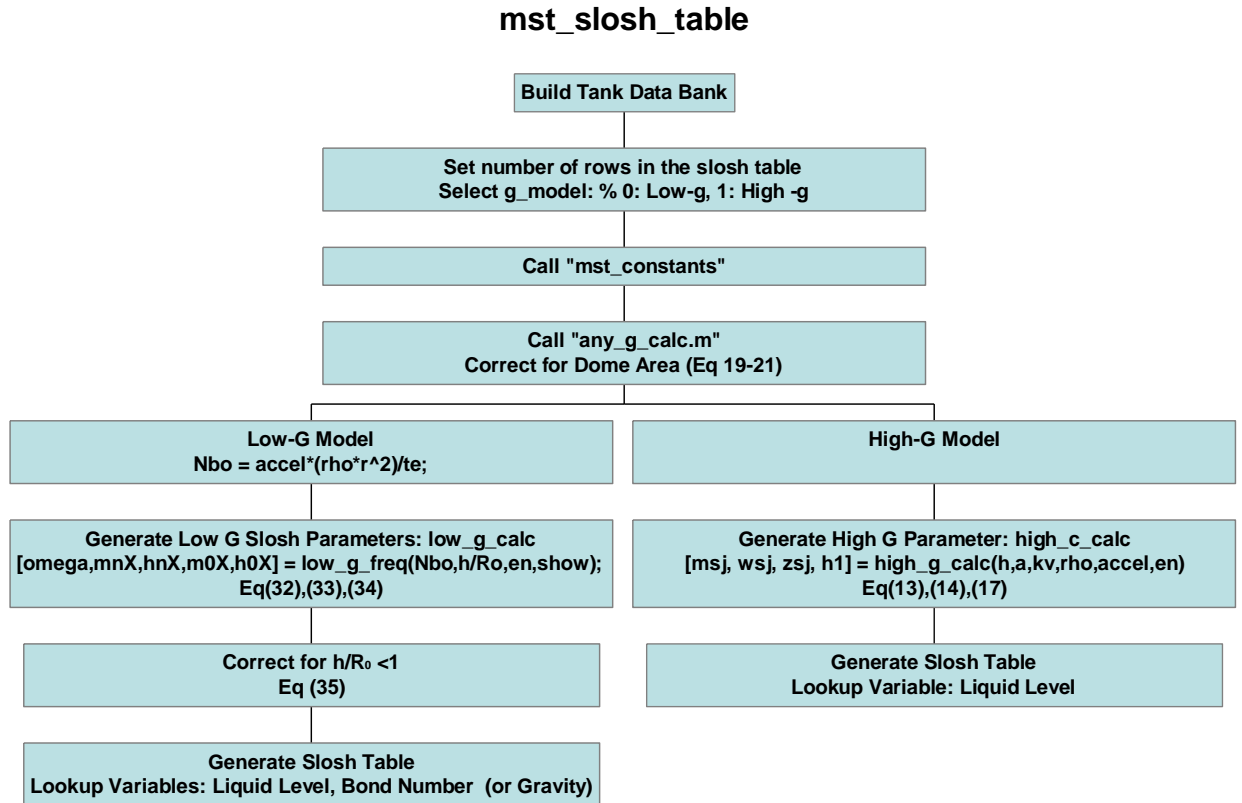 mst_slosh_table
Build Tank Data Bank
Set number of rows in the slosh table
Select g_model: % 0: Low-g, 1: High -g
Call "mst_constants"
Call "any_g_calc.m"
Correct for Dome Area (Eq 19-21)
Low-G Model
Nbo = accel*(rho*r^2)/te;
High-G Model
Generate Low G Slosh Parameters: low_g_calc
[omega,mnX,hnX,m0X,h0X] = low_g_freq(Nbo,h/Ro,en,show);
Eq(32),(33),(34)
Generate High G Parameter: high_c_calc
[msj, wsj, zsj, h1] = high_g_calc(h,a,kv,rho,accel,en)
Eq(13),(14),(17)
Correct for h/R₀ <1
Eq (35)
Generate Slosh Table
Lookup Variable: Liquid Level
Generate Slosh Table
Lookup Variables: Liquid Level, Bond Number (or Gravity)